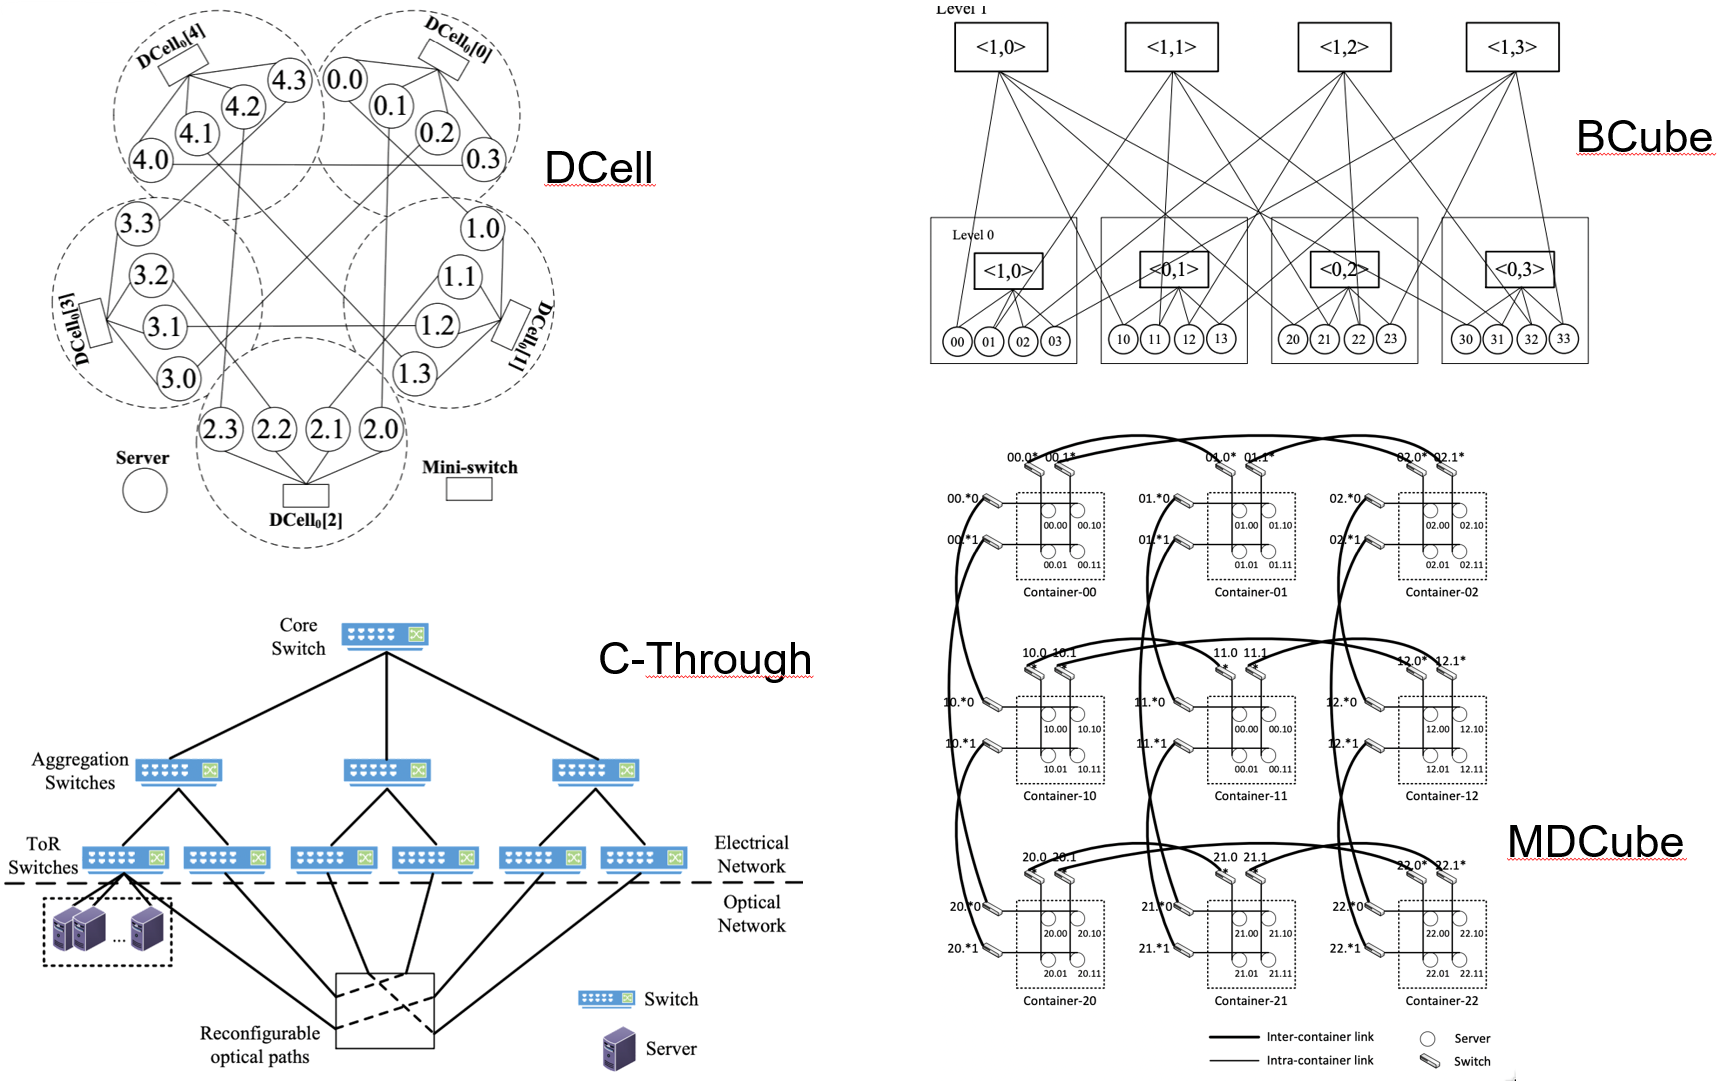 DCell₀[4]
DCell₀[0]
4.3
0.0
4.2
0.1
4.1
0.2
4.0
0.3
DCell
3.3
1.0
3.2
1.1
3.1
1.2
3.0
1.3
DCell₀[3]
DCell₀[1]
2.3
2.2
2.1
2.0
Server
Mini-switch
DCell₀[2]
Level 1
<1,0>
<1,1>
<1,2>
<1,3>
BCube
Level 0
<1,0>
<0,1>
<0,2>
<0,3>
00 01 02 03
10 11 12 13
20 21 22 23
30 31 32 33
Core
Switch
C-Through
Aggregation
Switches
ToR
Switches
Electrical
Network
Optical
Network
...
Reconfigurable
optical paths
Switch
Server
00.0* 00.1* 01.0* 01.1* 02.0* 02.1*
00.*0 01.*0 02.*0
00.00 00.10 01.00 01.10 02.00 02.10
00.*1 01.*1 02.*1
00.01 00.11 01.01 01.11 02.01 02.11
Container-00 Container-01 Container-02
10.0* 10.1* 11.0* 11.1* 12.0* 12.1*
10.*0 11.*0 12.*0
10.00 10.10 00.00 00.10 12.00 12.10
10.*1 11.*1 12.*1
10.01 10.11 00.01 00.11 12.01 12.11
Container-10 Container-11 Container-12
MDCube
20.0* 20.1* 21.0* 21.1* 22.0* 22.1*
20.*0 21.*0 22.*0
20.00 20.10 21.00 21.10 22.00 22.10
20.*1 21.*1 22.*1
20.01 20.11 21.01 21.11 22.01 22.11
Container-20 Container-21 Container-22
Inter-container link
Server
Intra-container link
Switch